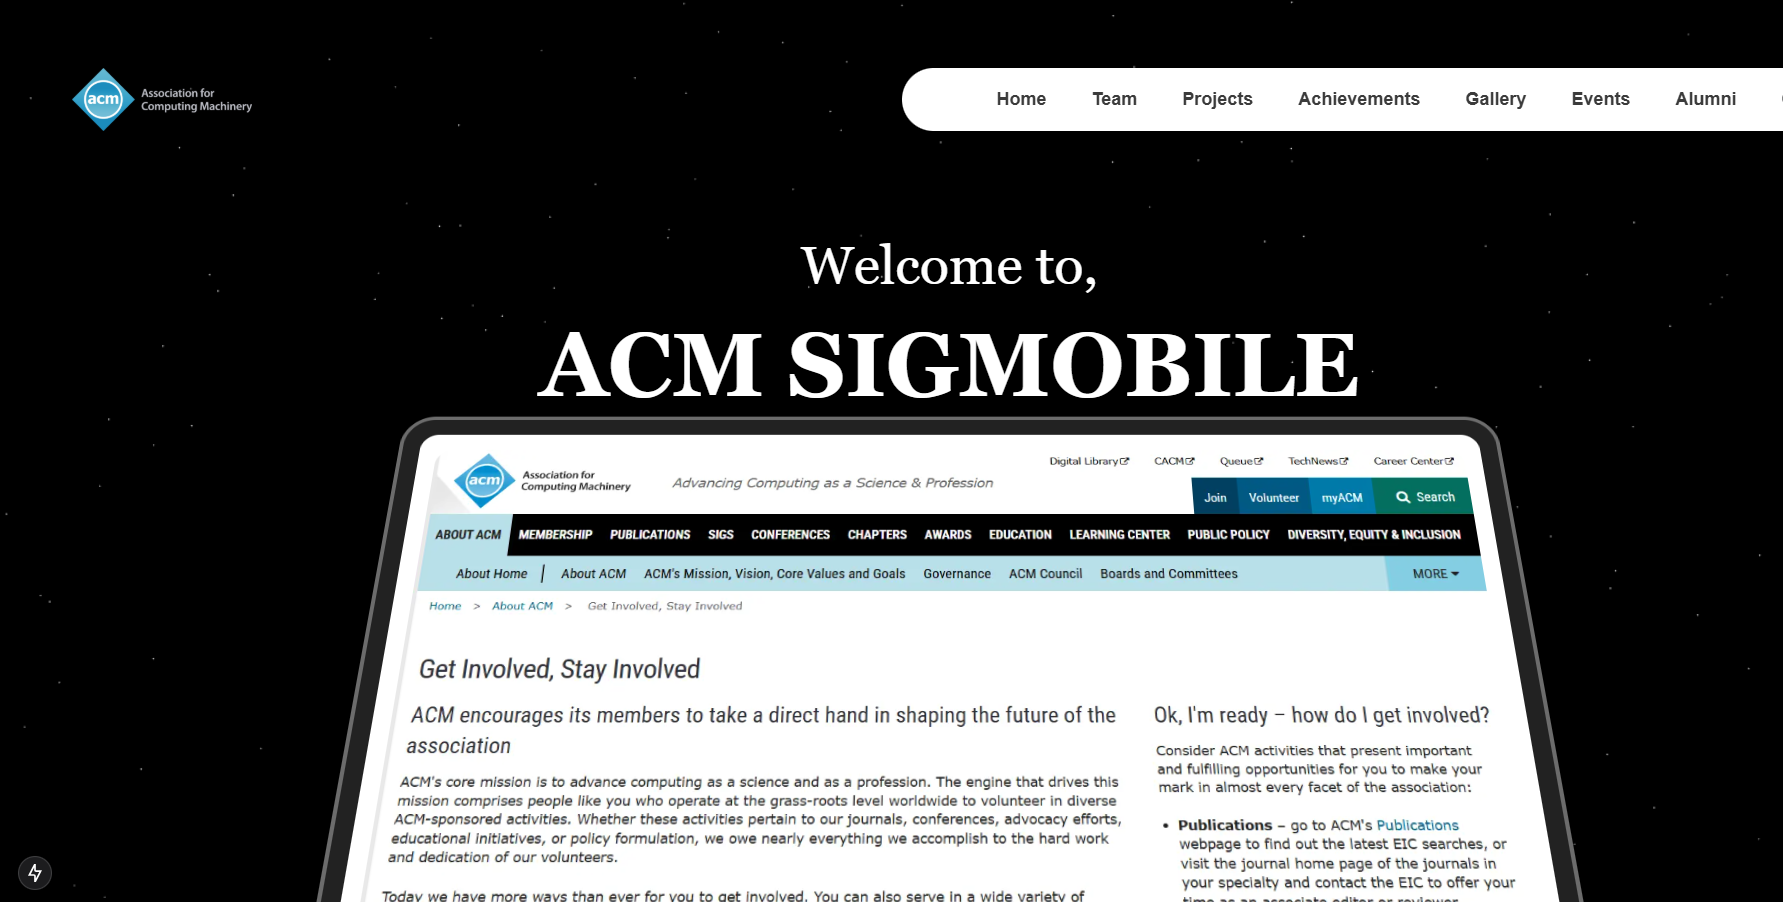 acm
Association for
Computing Machinery
Home Team Projects Achievements Gallery Events Alumni
Welcome to,
ACM SIGMOBILE
acm
Association for
Computing Machinery
Advancing Computing as a Science & Profession
Digital Library CACM Queue TechNews Career Center
Join Volunteer myACM Search
ABOUT ACM MEMBERSHIP PUBLICATIONS SIGS CONFERENCES CHAPTERS AWARDS EDUCATION LEARNING CENTER PUBLIC POLICY DIVERSITY, EQUITY & INCLUSION
About Home | About ACM ACM's Mission, Vision, Core Values and Goals Governance ACM Council Boards and Committees MORE
Home > About ACM > Get Involved, Stay Involved
Get Involved, Stay Involved
ACM encourages its members to take a direct hand in shaping the future of the
association
ACM's core mission is to advance computing as a science and as a profession. The engine that drives this
mission comprises people like you who operate at the grass-roots level worldwide to volunteer in diverse
ACM-sponsored activities. Whether these activities pertain to our journals, conferences, advocacy efforts,
educational initiatives, or policy formulation, we owe nearly everything we accomplish to the hard work
and dedication of our volunteers.
Today we have more ways than ever for you to get involved. You can also serve in a wide variety of
Ok, I'm ready – how do I get involved?
Consider ACM activities that present important
and fulfilling opportunities for you to make your
mark in almost every facet of the association:
• Publications – go to ACM's Publications
webpage to find out the latest EIC searches, or
visit the journal home page of the journals in
your specialty and contact the EIC to offer your
time as an associate editor or reviewer